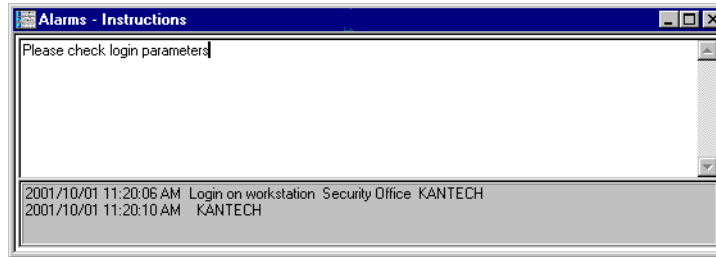 Alarms - Instructions
Please check login parameters
2001/10/01 11:20:06 AM Login on workstation Security Office KANTECH
2001/10/01 11:20:10 AM KANTECH